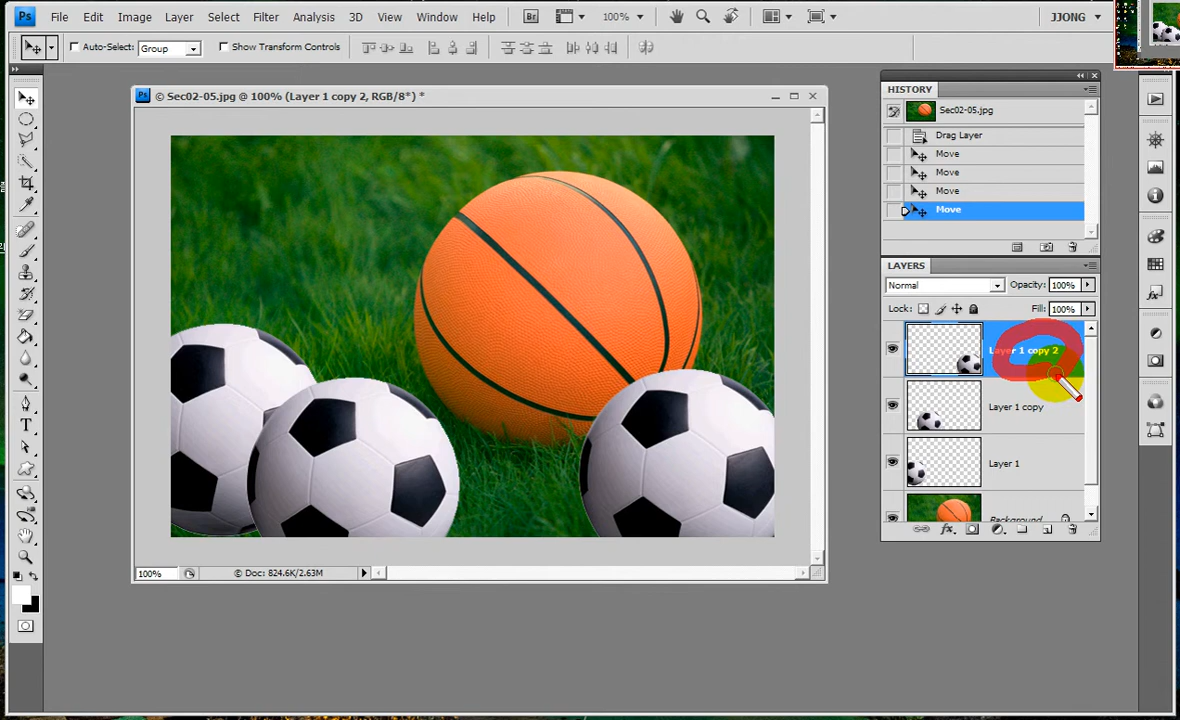 Ps File Edit Image Layer Select Filter Analysis 3D View Window Help Br 100% JJONG
Auto-Select: Group Show Transform Controls
Ps © Sec02-05.jpg @ 100% (Layer 1 copy 2, RGB/8*) *
HISTORY
Sec02-05.jpg
Drag Layer
Move
Move
Move
Move
LAYERS
Normal Opacity: 100%
Lock: Fill: 100%
Layer 1 copy 2
Layer 1 copy
Layer 1
Background
fx
T
100% © Doc: 824.6K/2.63M